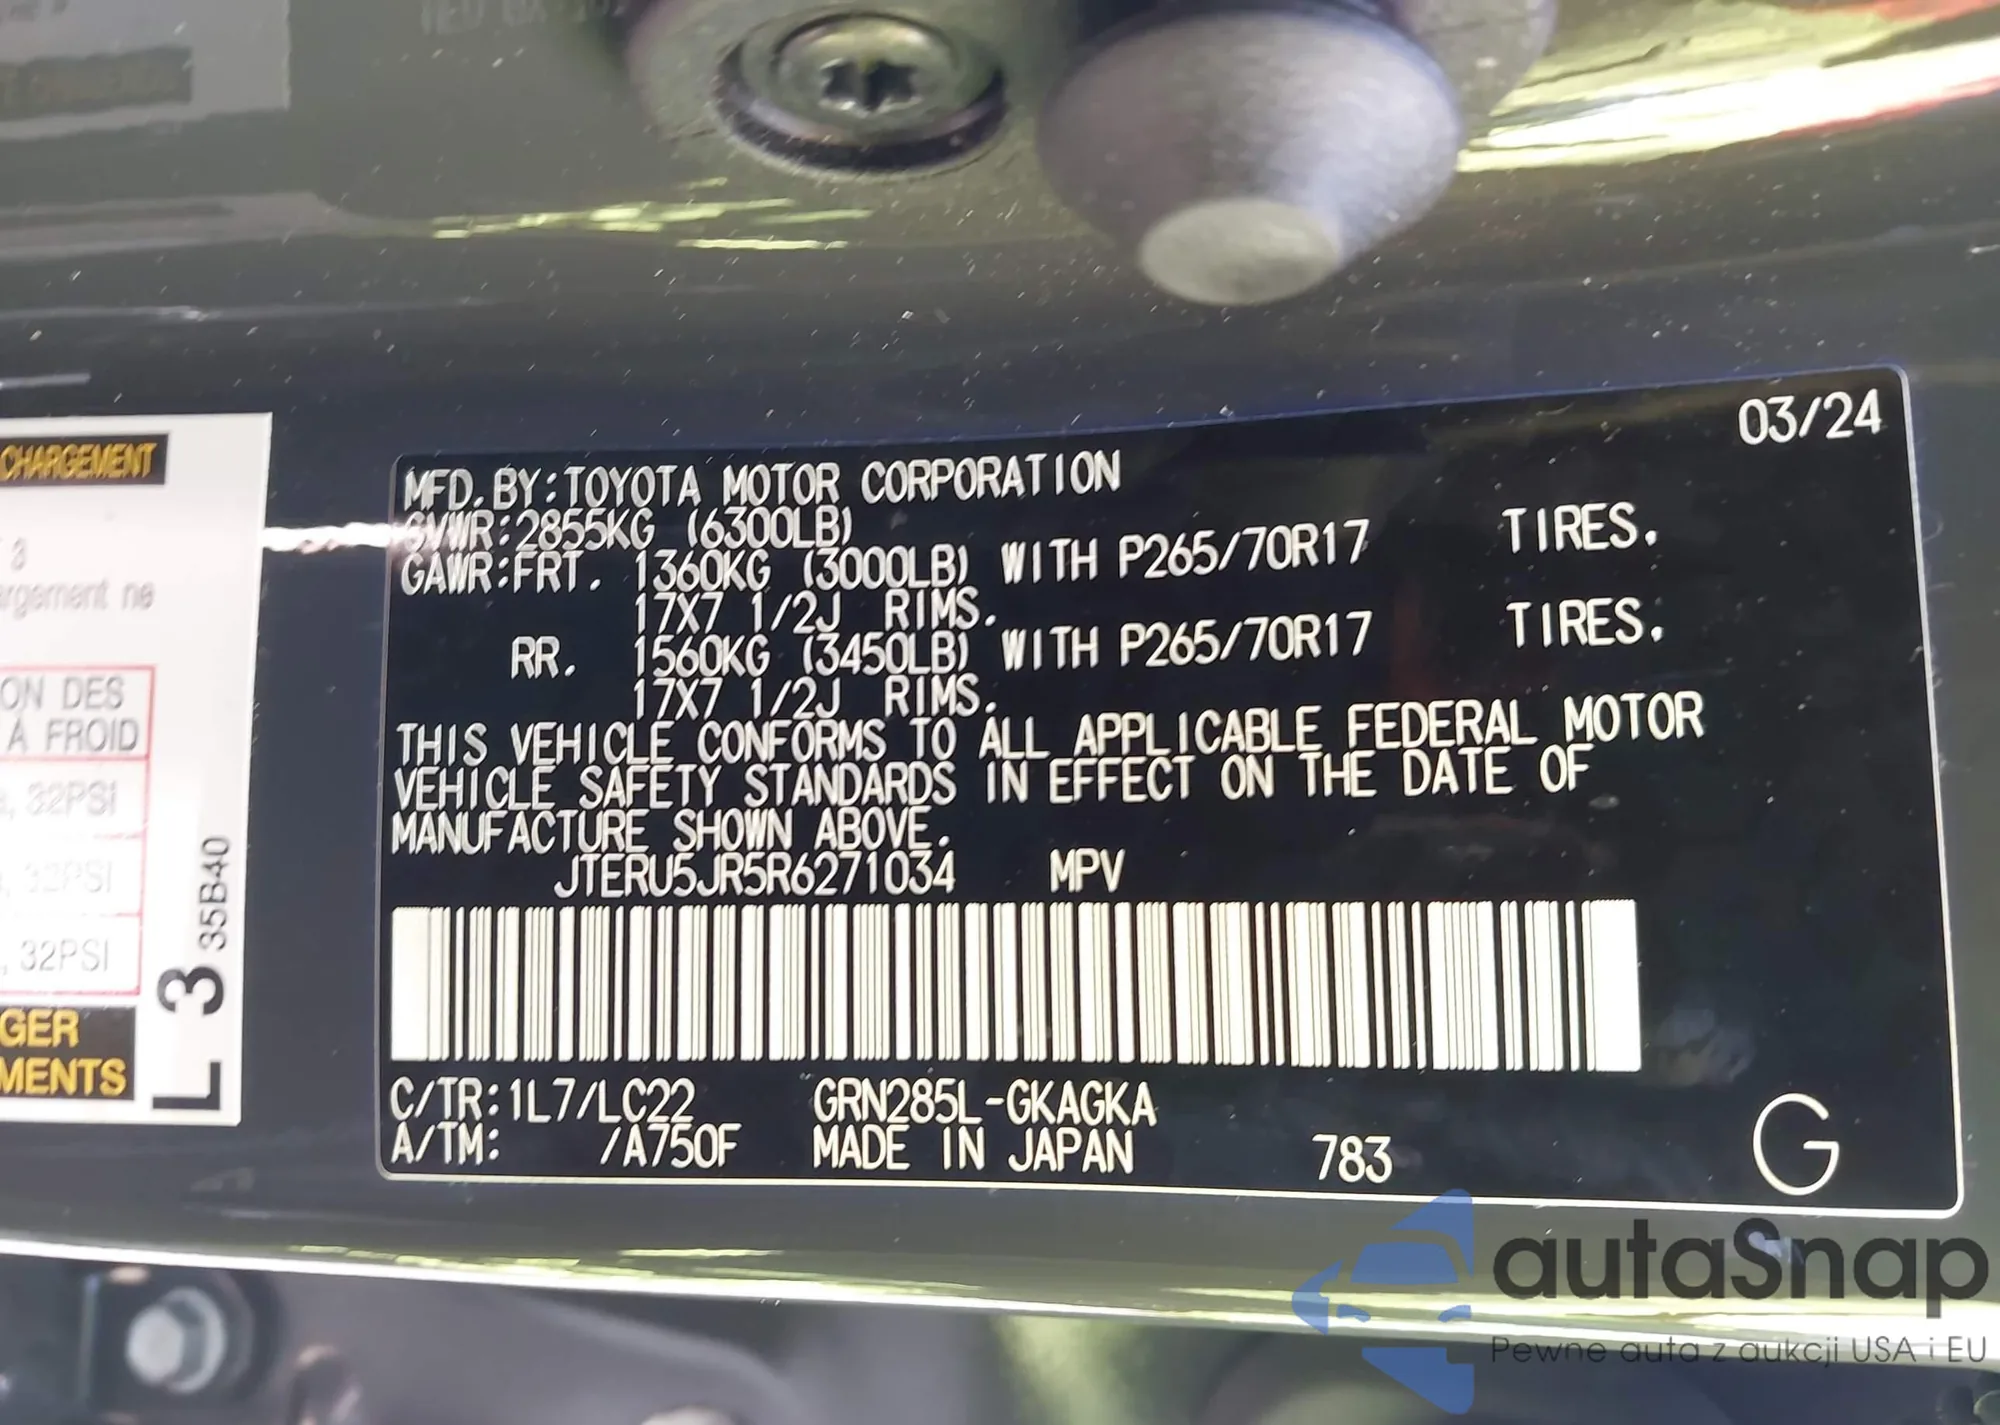 CHARGEMENT
rgement ne
ON DES
À FROID
32PSI
32PSI
32PSI
GER
MENTS
L 3 35B40
03/24
MFD. BY: TOYOTA MOTOR CORPORATION
GVWR: 2855KG (6300LB)
GAWR: FRT. 1360KG (3000LB) WITH P265/70R17 TIRES.
17X7 1/2J RIMS.
RR. 1560KG (3450LB) WITH P265/70R17 TIRES.
17X7 1/2J RIMS.
THIS VEHICLE CONFORMS TO ALL APPLICABLE FEDERAL MOTOR
VEHICLE SAFETY STANDARDS IN EFFECT ON THE DATE OF
MANUFACTURE SHOWN ABOVE.
JTERU5JR5R6271034 MPV
C/TR: 1L7/LC22 GRN285L-GKAGKA
A/TM: /A750F MADE IN JAPAN 783 G
autaSnap
Pewne auta z aukcji USA i EU